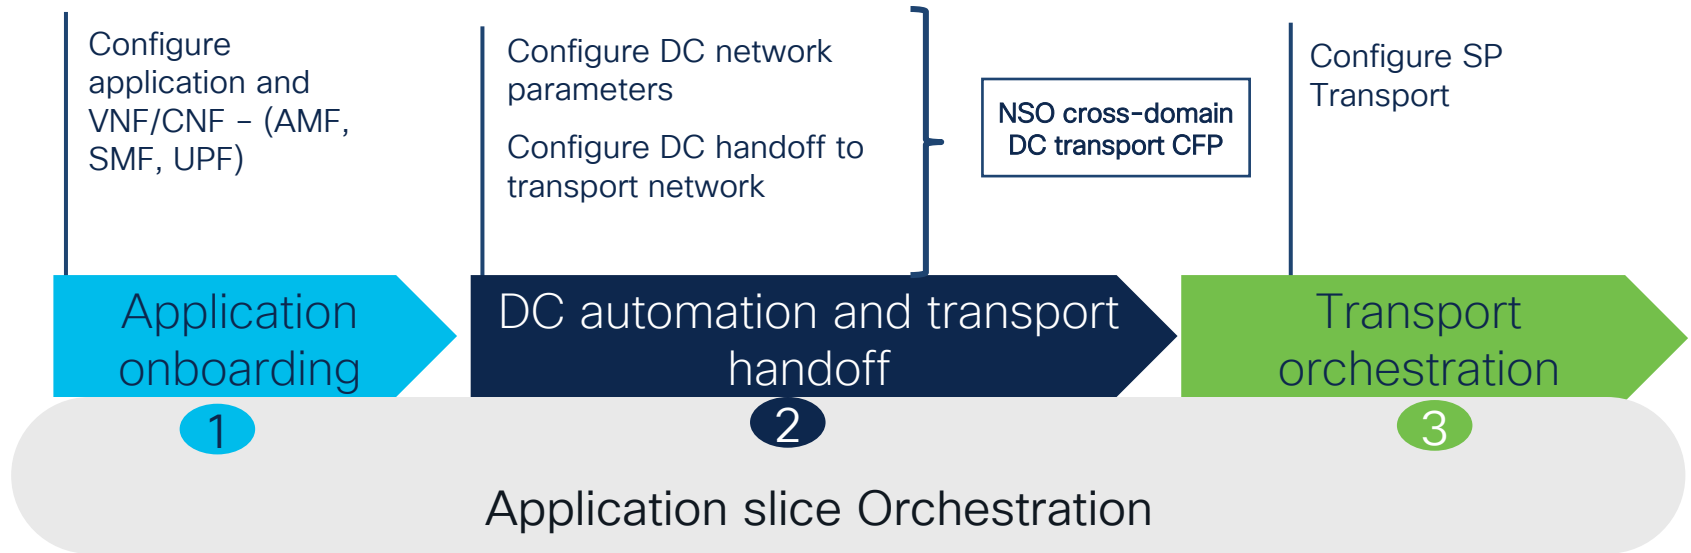 Configure
application and
VNF/CNF – (AMF,
SMF, UPF)
Configure DC network
parameters
Configure DC handoff to
transport network
NSO cross-domain
DC transport CFP
Configure SP
Transport
Application
onboarding
DC automation and transport
handoff
Transport
orchestration
1
2
3
Application slice Orchestration